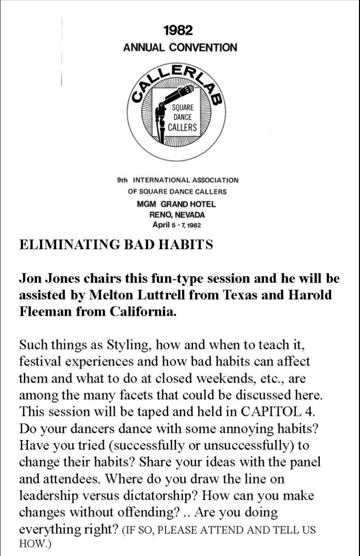 1982
ANNUAL CONVENTION
CALLERLAB
SQUARE
DANCE
CALLERS
9th INTERNATIONAL ASSOCIATION
OF SQUARE DANCE CALLERS
MGM GRAND HOTEL
RENO, NEVADA
April 5 - 7, 1982
ELIMINATING BAD HABITS
Jon Jones chairs this fun-type session and he will be
assisted by Melton Luttrell from Texas and Harold
Fleeman from California.
Such things as Styling, how and when to teach it,
festival experiences and how bad habits can affect
them and what to do at closed weekends, etc., are
among the many facets that could be discussed here.
This session will be taped and held in CAPITOL 4.
Do your dancers dance with some annoying habits?
Have you tried (successfully or unsuccessfully) to
change their habits? Share your ideas with the panel
and attendees. Where do you draw the line on
leadership versus dictatorship? How can you make
changes without offending? .. Are you doing
everything right? (IF SO, PLEASE ATTEND AND TELL US
HOW.)